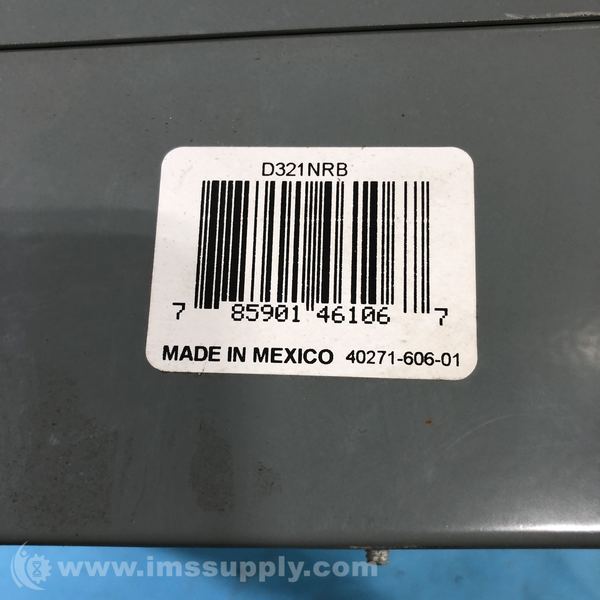 D321NRB
7 85901 46106 7
MADE IN MEXICO 40271-606-01
© www.imssupply.com